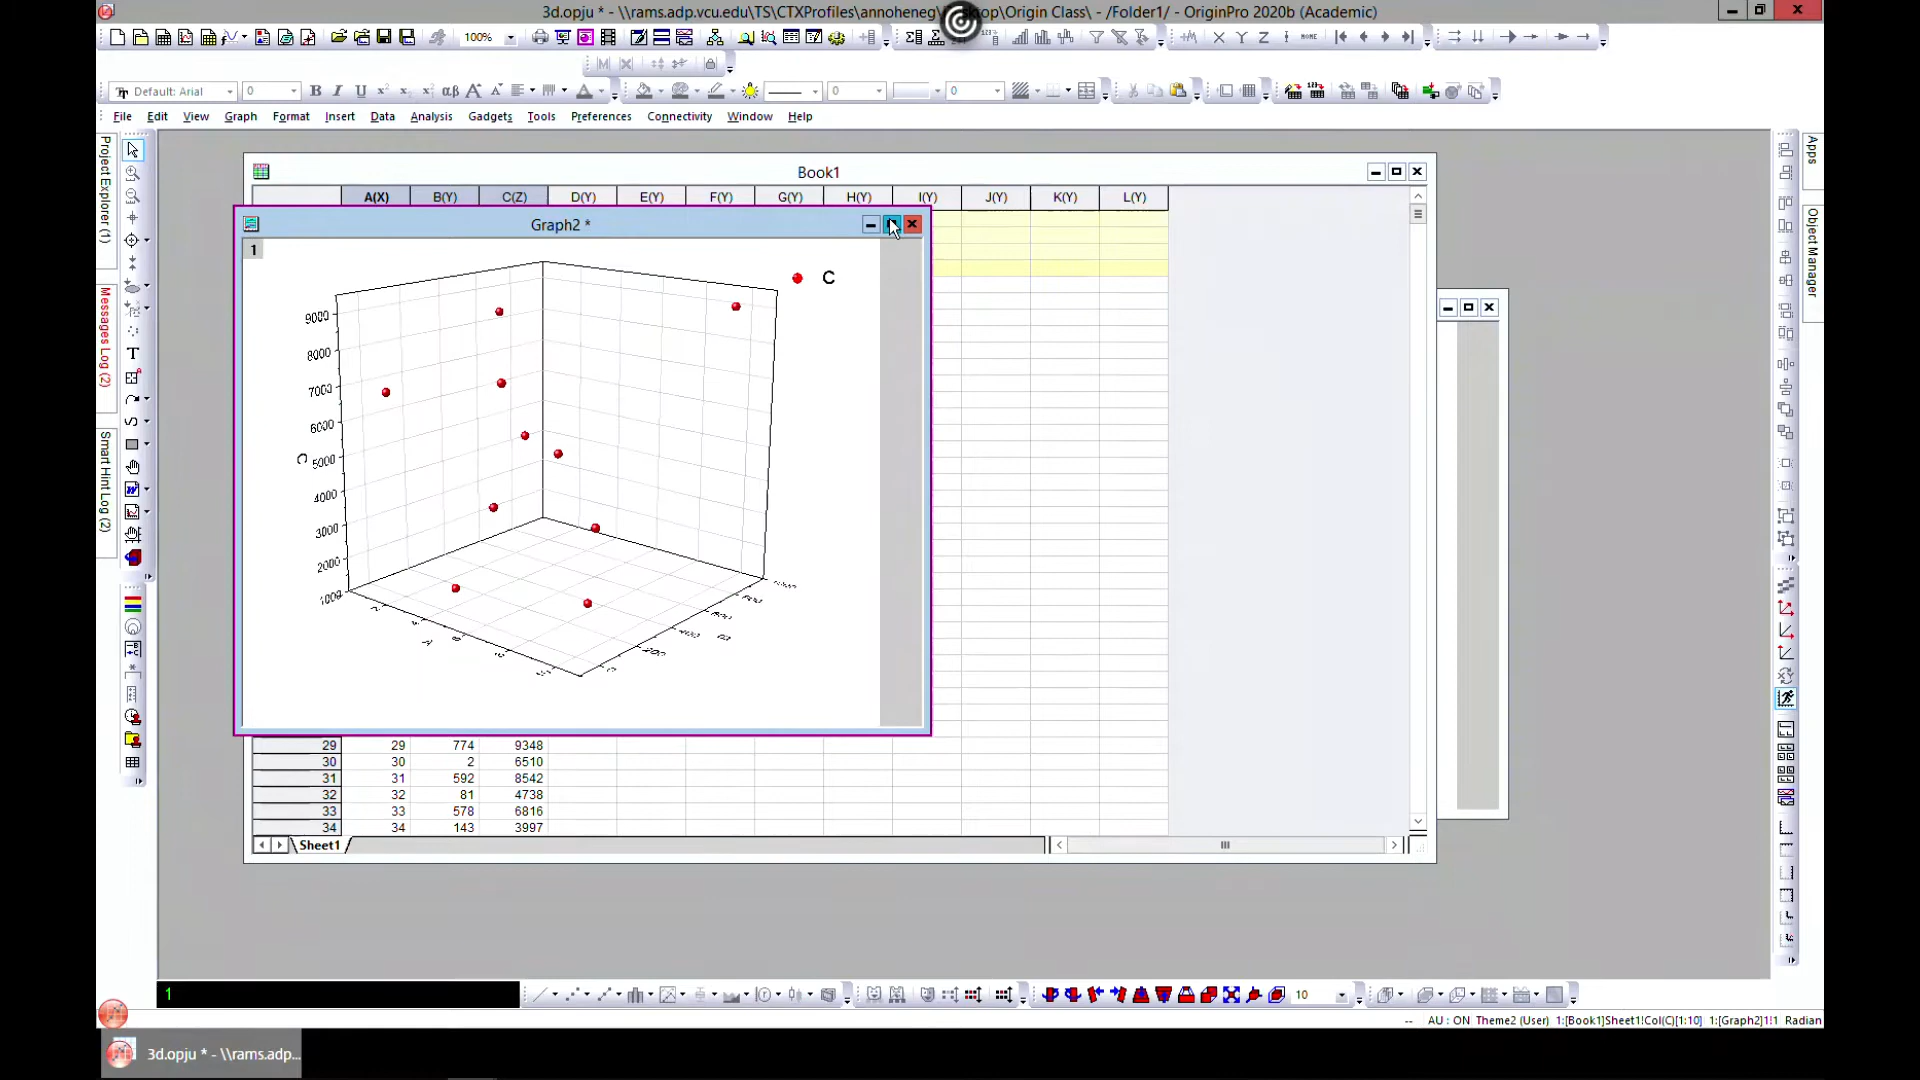 3d.opju * - \\rams.adp.vcu.edu\TS\CTXProfiles\annoheneg\Desktop\Origin Class\ - /Folder1/ - OriginPro 2020b (Academic)
100%
Default: Arial 0 B I U αβ A A 0 0
File Edit View Graph Format Insert Data Analysis Gadgets Tools Preferences Connectivity Window Help
Project Explorer (1)
Messages Log (2)
Smart Hint Log (2)
Apps
Object Manager
Book1
A(X) B(Y) C(Z) D(Y) E(Y) F(Y) G(Y) H(Y) I(Y) J(Y) K(Y) L(Y)
Graph2 *
1
C
9000
8000
7000
6000
5000
4000
3000
2000
1000
C
29 29 774 9348
30 30 2 6510
31 31 592 8542
32 32 81 4738
33 33 578 6816
34 34 143 3997
Sheet1
1
10
-- AU : ON Theme2 (User) 1:[Book1]Sheet1!Col(C)[1:10] 1:[Graph2]1!1 Radian
3d.opju * - \\rams.adp...